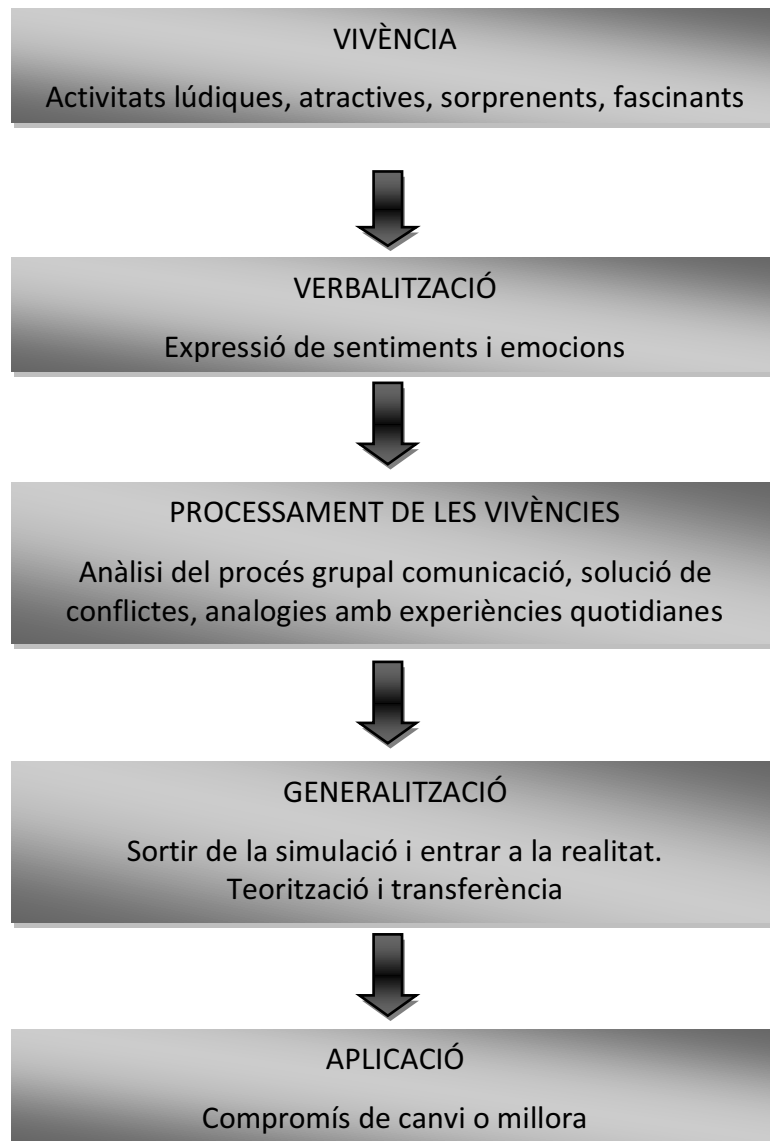 VIVÈNCIA
Activitats lúdiques, atractives, sorprenents, fascinants
VERBALITZACIÓ
Expressió de sentiments i emocions
PROCESSAMENT DE LES VIVÈNCIES
Anàlisi del procés grupal comunicació, solució de
conflictes, analogies amb experiències quotidianes
GENERALITZACIÓ
Sortir de la simulació i entrar a la realitat.
Teorització i transferència
APLICACIÓ
Compromís de canvi o millora